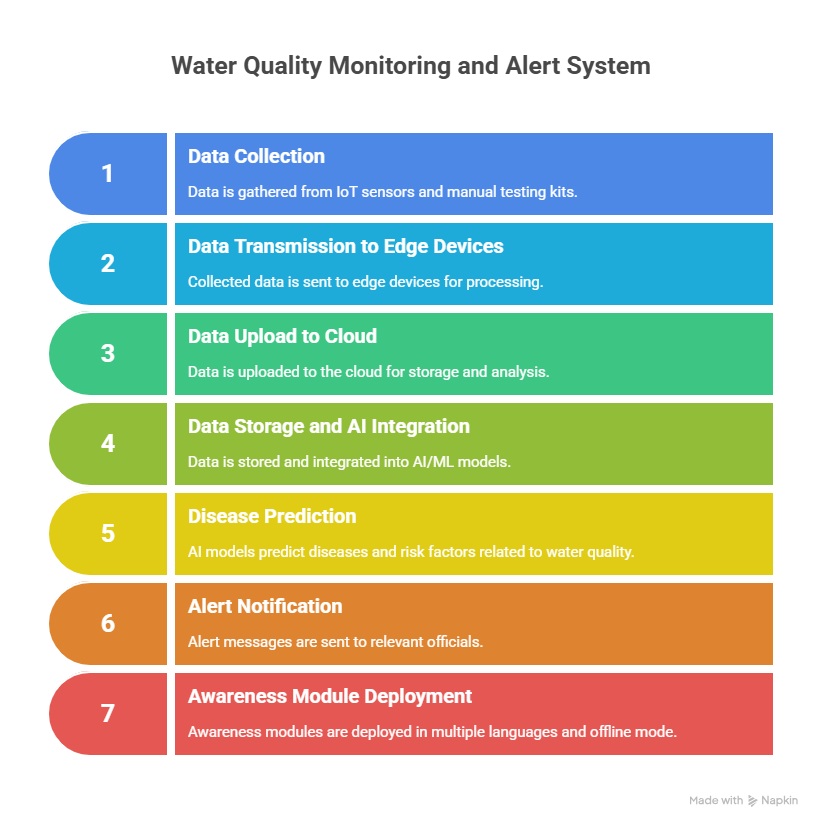 Water Quality Monitoring and Alert System
1
Data Collection
Data is gathered from IoT sensors and manual testing kits.
2
Data Transmission to Edge Devices
Collected data is sent to edge devices for processing.
3
Data Upload to Cloud
Data is uploaded to the cloud for storage and analysis.
4
Data Storage and AI Integration
Data is stored and integrated into AI/ML models.
5
Disease Prediction
AI models predict diseases and risk factors related to water quality.
6
Alert Notification
Alert messages are sent to relevant officials.
7
Awareness Module Deployment
Awareness modules are deployed in multiple languages and offline mode.
Made with Napkin